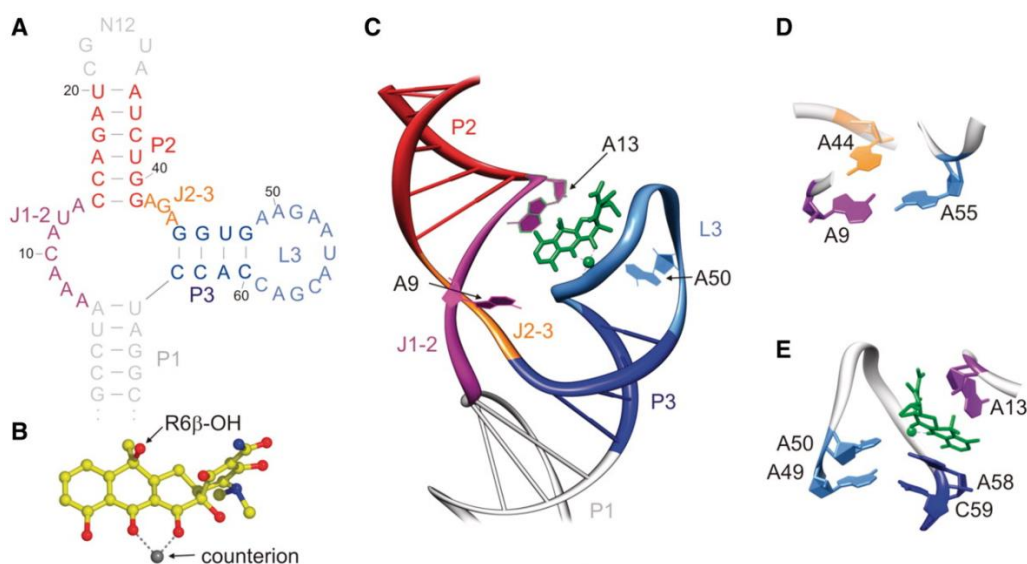 A
N12
G U
C A
20 U A
A U
G C
A U
P2
C G 40
C G
J1-2
A U A C A A A
10
A G A
J2-3
G G U G
C C A C
P3
50
A A G A A U A C G A C
L3
60
A U
U A
C G
C G
G C
P1
B
R6β-OH
counterion
C
P2
A13
L3
A50
A9
J2-3
J1-2
P3
P1
D
A44
A55
A9
E
A13
A50
A49
A58
C59